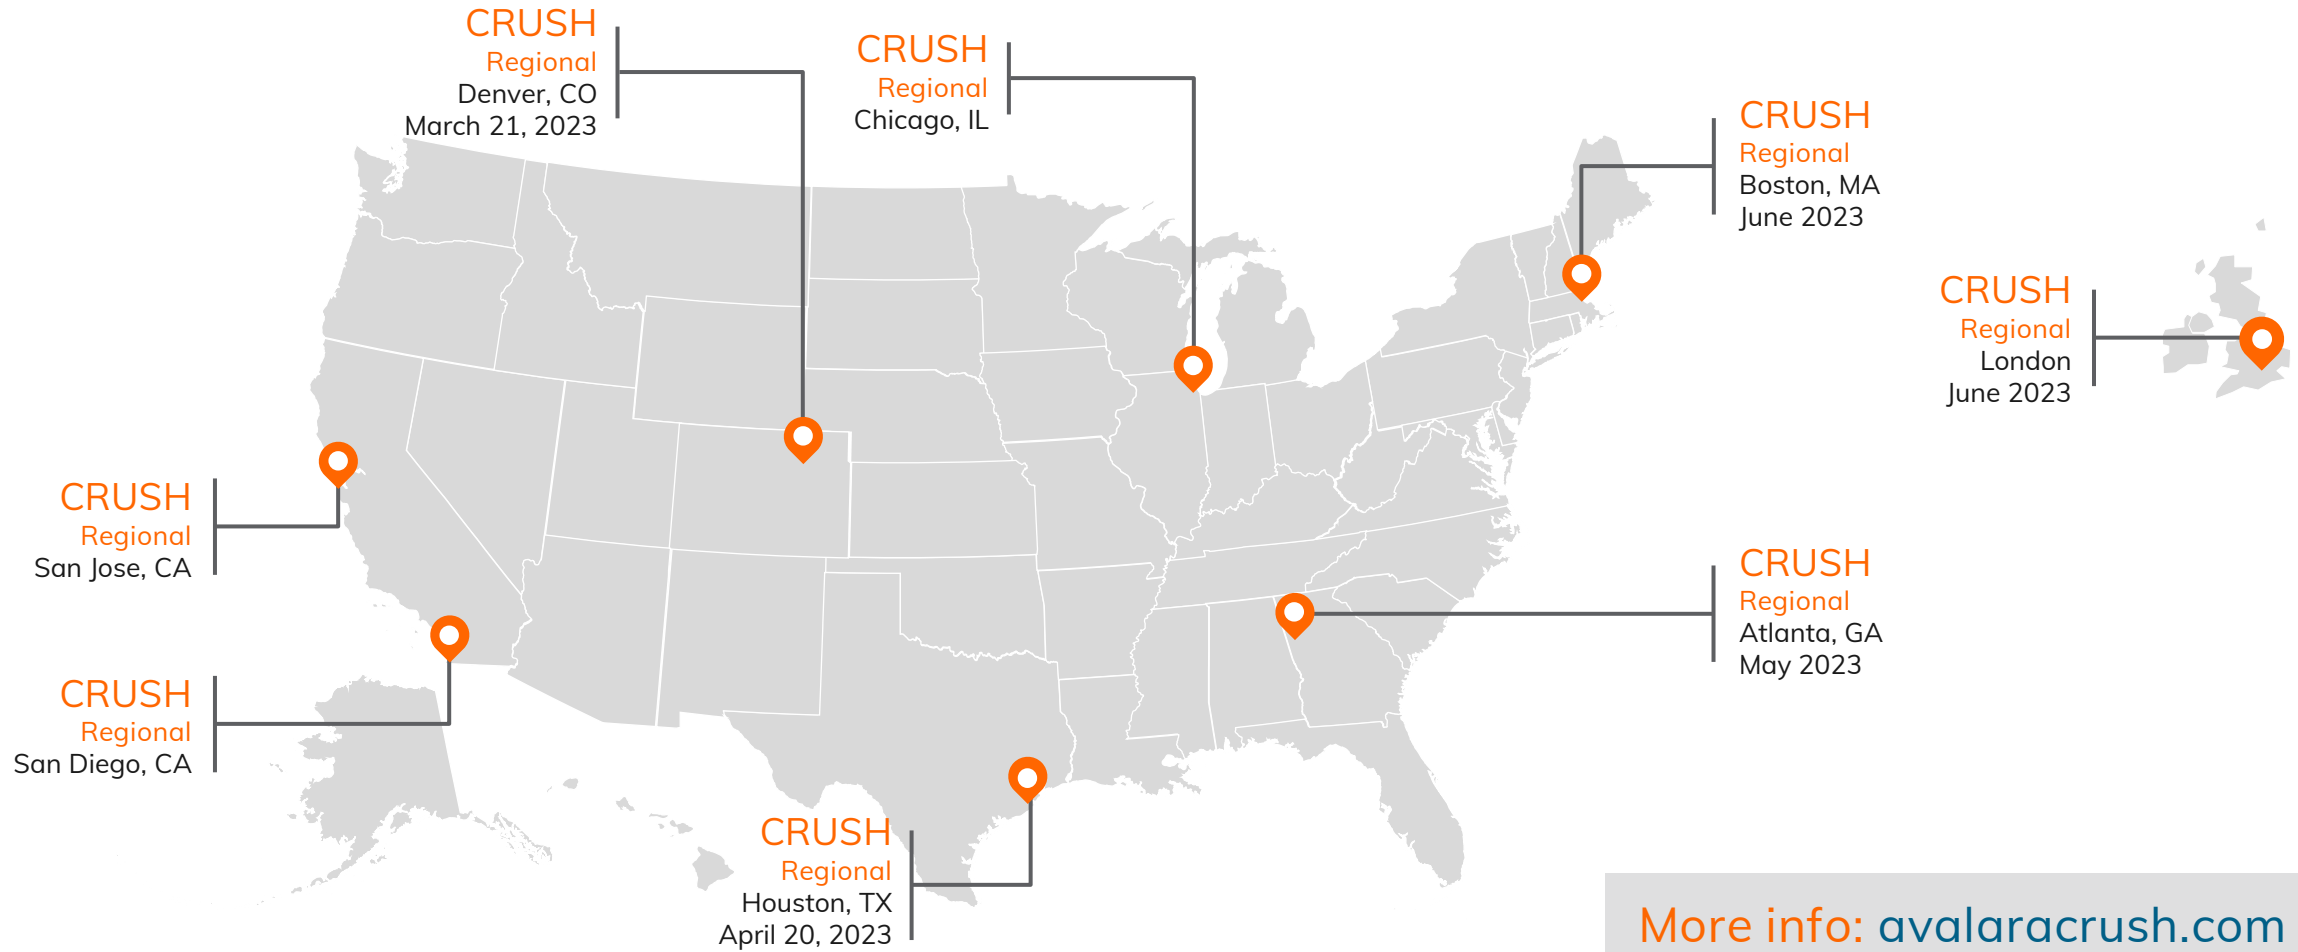 CRUSH
Regional
Denver, CO
March 21, 2023
CRUSH
Regional
Chicago, IL
CRUSH
Regional
Boston, MA
June 2023
CRUSH
Regional
London
June 2023
CRUSH
Regional
San Jose, CA
CRUSH
Regional
Atlanta, GA
May 2023
CRUSH
Regional
San Diego, CA
CRUSH
Regional
Houston, TX
April 20, 2023
More info: avalaracrush.com